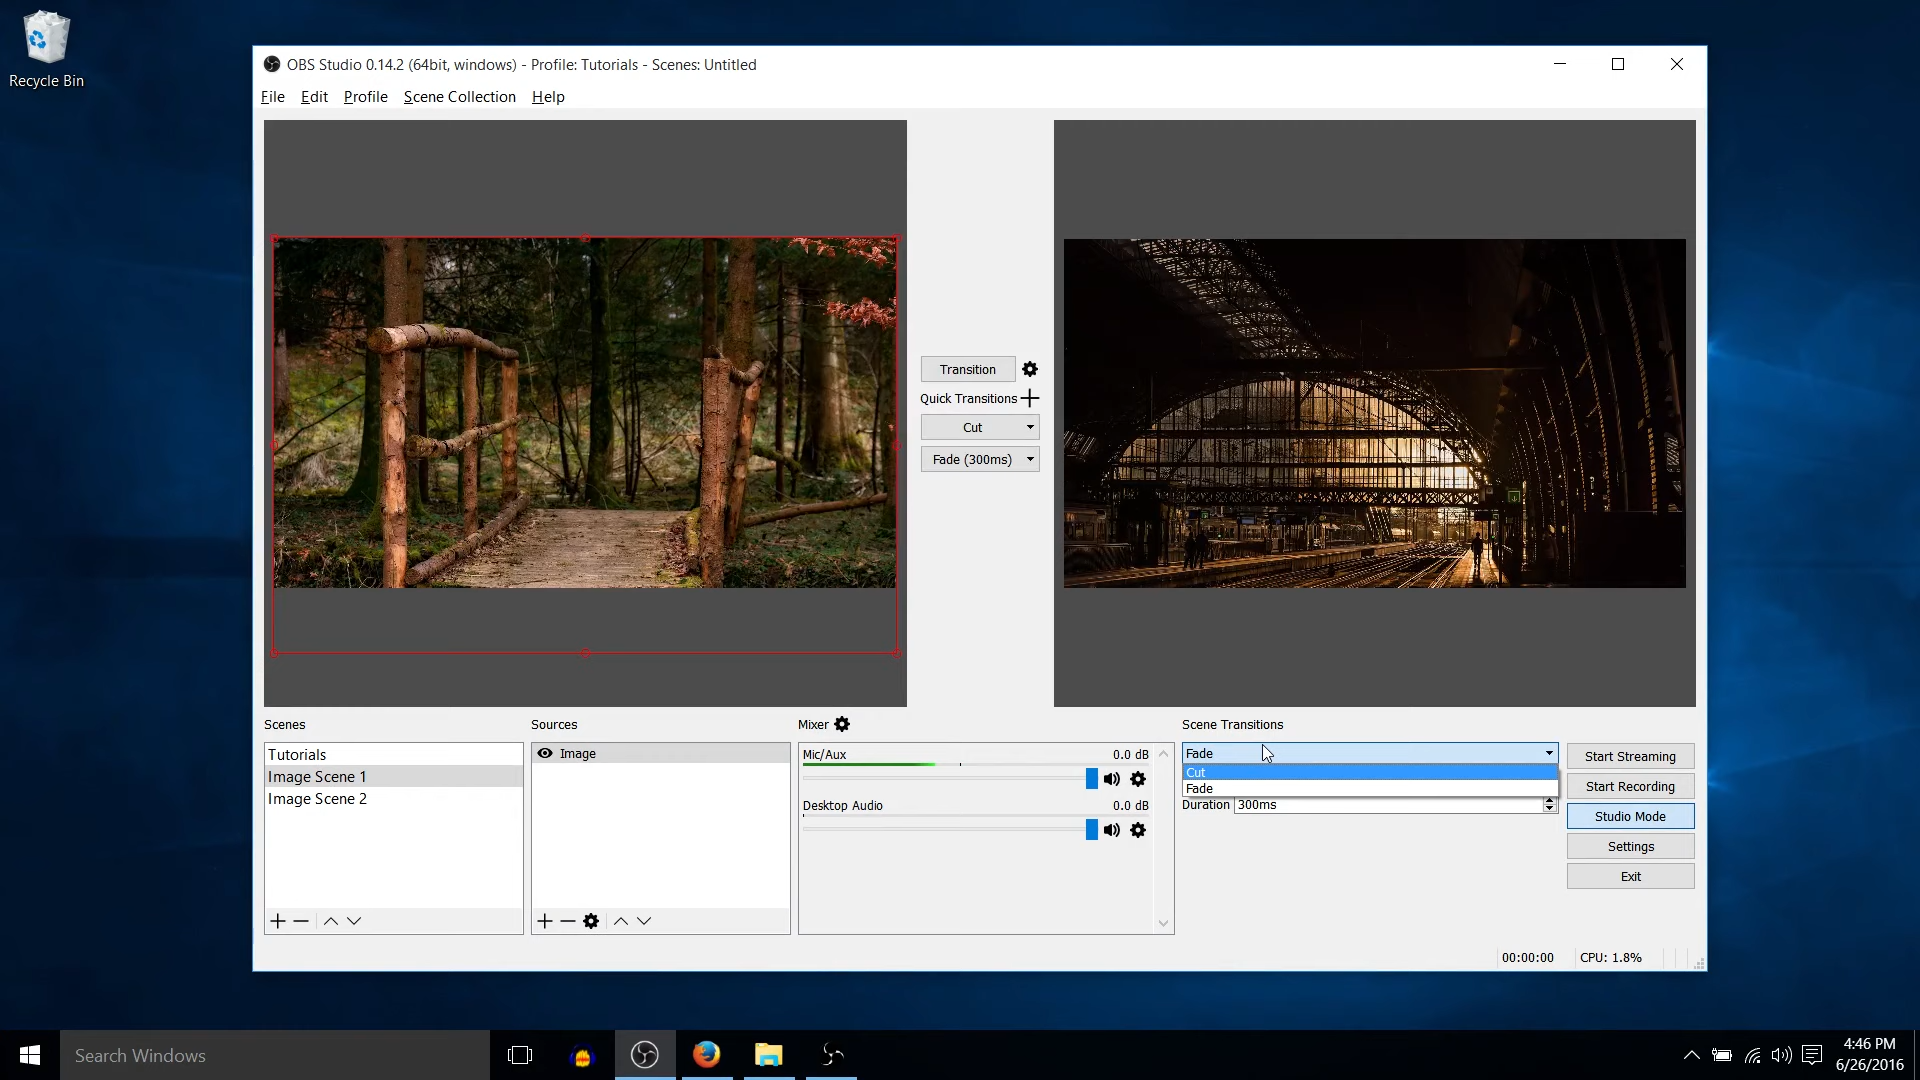 Recycle Bin
OBS Studio 0.14.2 (64bit, windows) - Profile: Tutorials - Scenes: Untitled
File Edit Profile Scene Collection Help
Transition
Quick Transitions
Cut
Fade (300ms)
Scenes
Tutorials
Image Scene 1
Image Scene 2
Sources
Image
Mixer
Mic/Aux 0.0 dB
Desktop Audio 0.0 dB
Scene Transitions
Fade
Cut
Fade
Duration 300ms
Start Streaming
Start Recording
Studio Mode
Settings
Exit
00:00:00 CPU: 1.8%
Search Windows
4:46 PM
6/26/2016